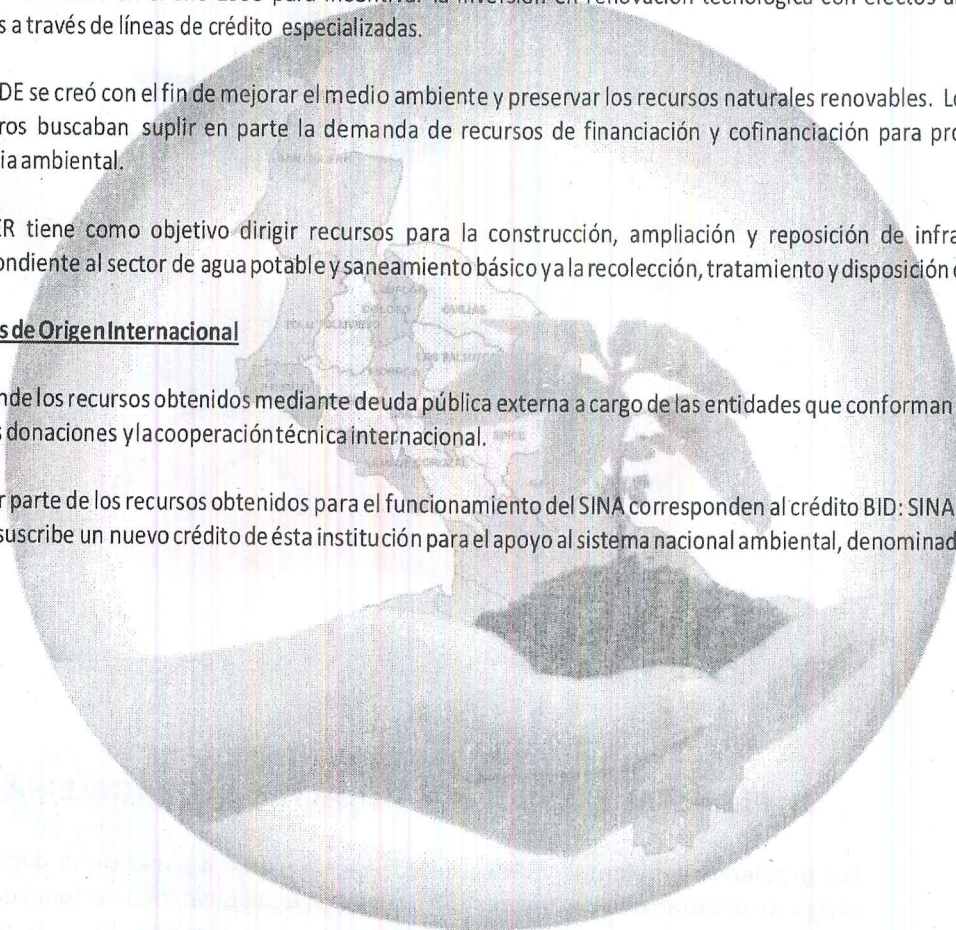 s a través de líneas de crédito especializadas.
DE se creó con el fin de mejorar el medio ambiente y preservar los recursos naturales renovables. Lo
ros buscaban suplir en parte la demanda de recursos de financiación y cofinanciación para pro
ia ambiental.
ER tiene como objetivo dirigir recursos para la construcción, ampliación y reposición de infra
ondiente al sector de agua potable y saneamiento básico y a la recolección, tratamiento y disposición
s de Origen Internacional
nde los recursos obtenidos mediante deuda pública externa a cargo de las entidades que conforman
s donaciones y la cooperación técnica internacional.
r parte de los recursos obtenidos para el funcionamiento del SINA corresponden al crédito BID: SINA
suscribe un nuevo crédito de ésta institución para el apoyo al sistema nacional ambiental, denominad
COLOSO
OVEJAS
TOLUVIEJO
LOS PALMITOS